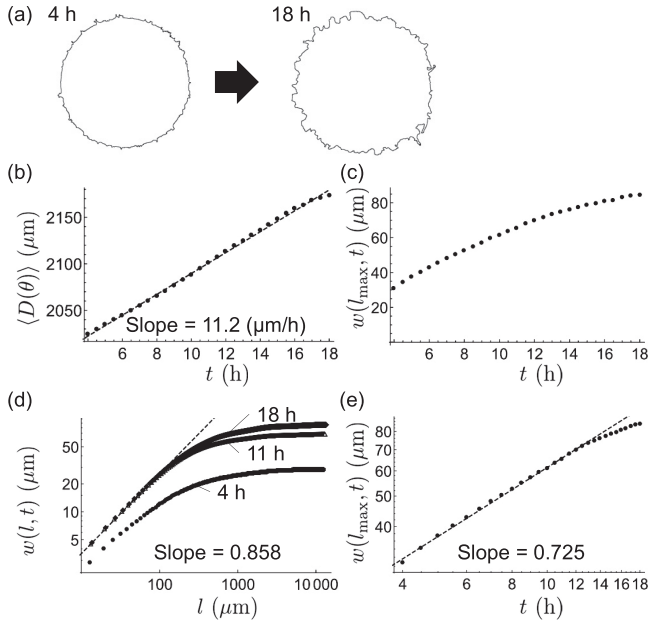 (a) 4 h 18 h
(b) (c)
⟨D(θ)⟩ (μm)
2150
2100
2050
Slope = 11.2 (μm/h)
6 8 10 12 14 16 18
t (h)
w(l_max, t) (μm)
80
60
40
20
0
4 6 8 10 12 14 16 18
t (h)
(d) (e)
w(l, t) (μm)
50
20
10
5
18 h
11 h
4 h
Slope = 0.858
100 1000 10 000
l (μm)
w(l_max, t) (μm)
80
70
60
50
40
Slope = 0.725
4 6 8 10 12 14 16 18
t (h)